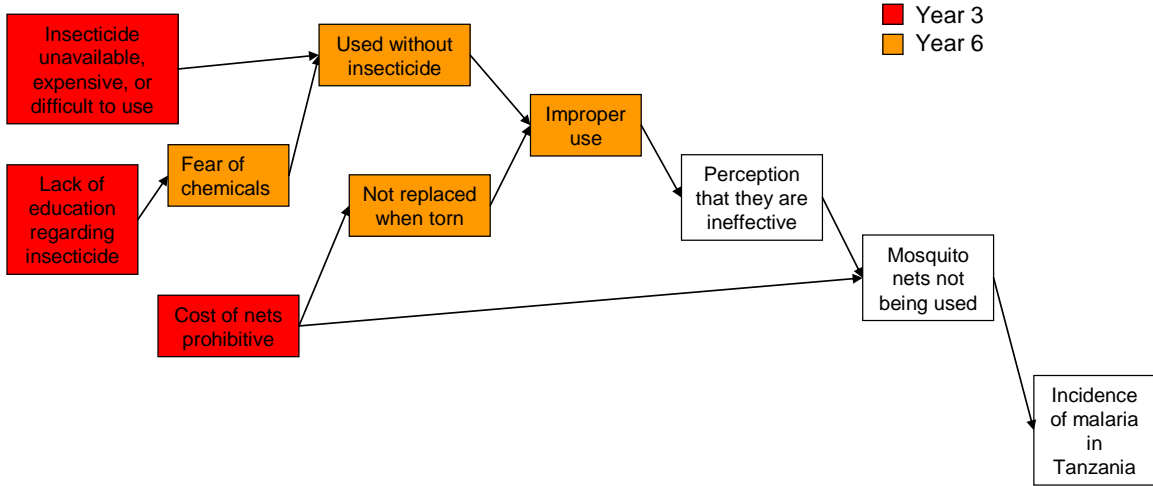 Insecticide
unavailable,
expensive, or
difficult to use
Used without
insecticide
Year 3
Year 6
Improper
use
Fear of
chemicals
Lack of
education
regarding
insecticide
Not replaced
when torn
Perception
that they are
ineffective
Cost of nets
prohibitive
Mosquito
nets not
being used
Incidence
of malaria
in
Tanzania